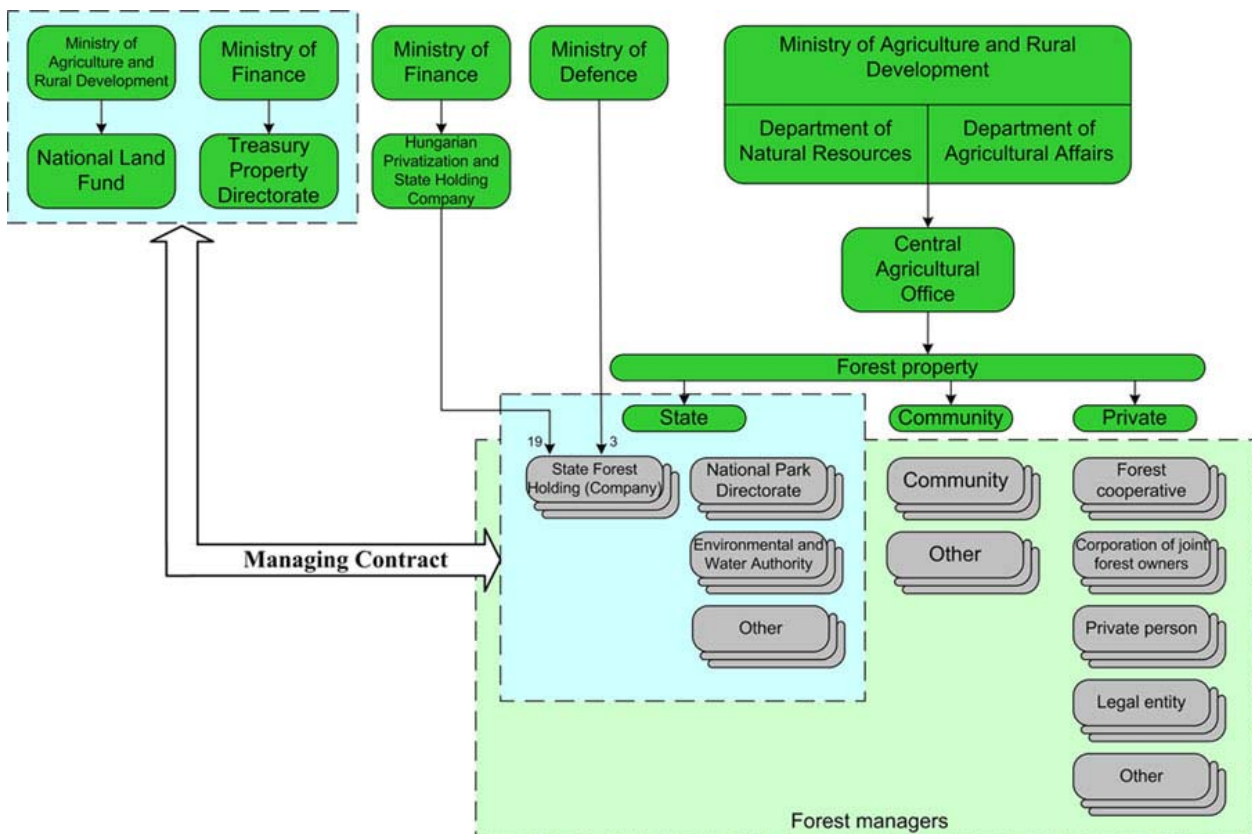 Ministry of
Agriculture and
Rural Development
Ministry of
Finance
Ministry of
Finance
Ministry of
Defence
Ministry of Agriculture and Rural
Development
National Land
Fund
Treasury
Property
Directorate
Hungarian
Privatization and
State Holding
Company
Department of
Natural Resources
Department of
Agricultural Affairs
Central
Agricultural
Office
Forest property
State
Community
Private
19
3
State Forest
Holding (Company)
National Park
Directorate
Environmental and
Water Authority
Other
Community
Other
Forest
cooperative
Corporation of joint
forest owners
Private person
Legal entity
Other
Managing Contract
Forest managers